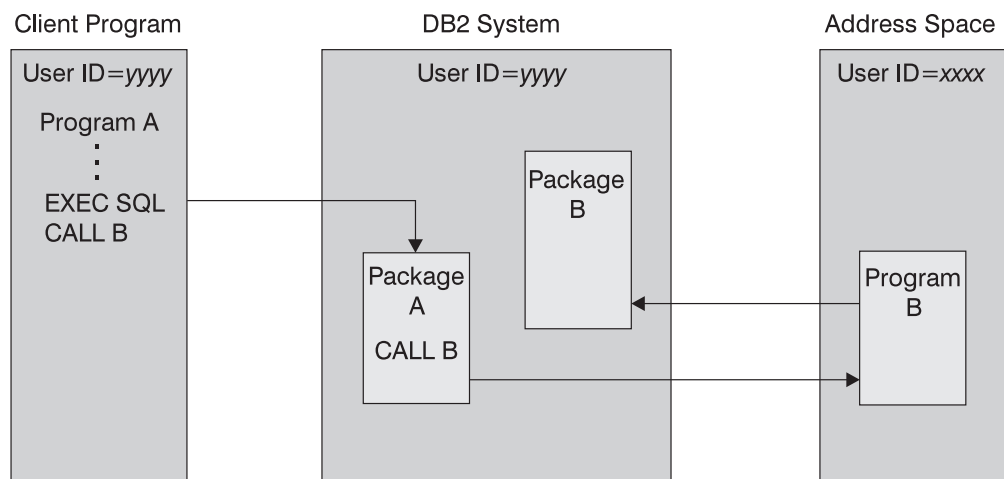 Client Program
DB2 System
Address Space
User ID=yyyy
Program A
EXEC SQL
CALL B
User ID=yyyy
Package
B
Package
A
CALL B
User ID=xxxx
Program
B